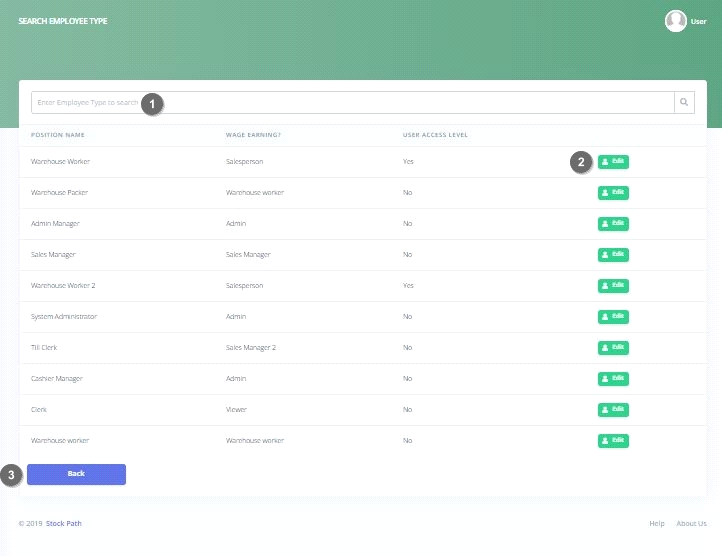 SEARCH EMPLOYEE TYPE
User
Enter Employee Type to search
1
POSITION NAME WAGE EARNING? USER ACCESS LEVEL
Warehouse Worker Salesperson Yes 2 Edit
Warehouse Packer Warehouse worker No Edit
Admin Manager Admin No Edit
Sales Manager Sales Manager No Edit
Warehouse Worker 2 Salesperson Yes Edit
System Administrator Admin No Edit
Till Clerk Sales Manager 2 No Edit
Cashier Manager Admin No Edit
Clerk Viewer No Edit
Warehouse worker Warehouse worker No Edit
3 Back
© 2019 Stock Path Help About Us